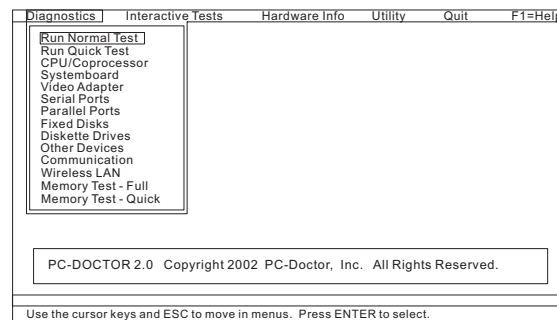 Diagnostics Interactive Tests Hardware Info Utility Quit F1=Help
Run Normal Test
Run Quick Test
CPU/Coprocessor
Systemboard
Video Adapter
Serial Ports
Parallel Ports
Fixed Disks
Diskette Drives
Other Devices
Communication
Wireless LAN
Memory Test - Full
Memory Test - Quick
PC-DOCTOR 2.0 Copyright 2002 PC-Doctor, Inc. All Rights Reserved.
Use the cursor keys and ESC to move in menus. Press ENTER to select.